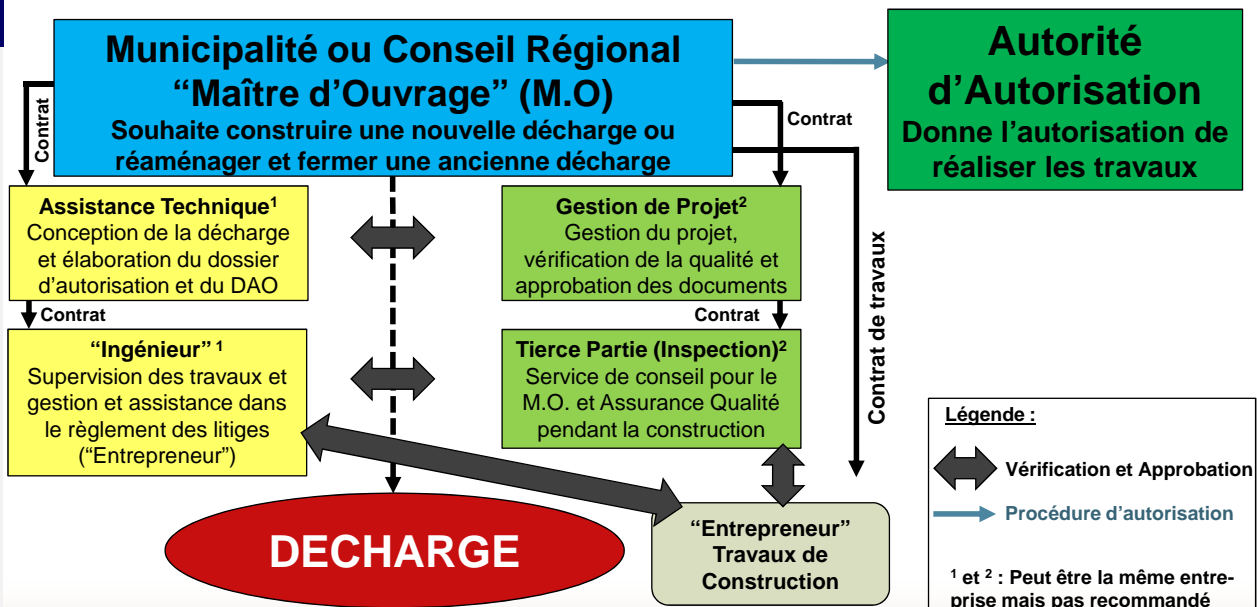 Municipalité ou Conseil Régional
“Maître d’Ouvrage” (M.O)
Souhaite construire une nouvelle décharge ou
réaménager et fermer une ancienne décharge
Autorité
d’Autorisation
Donne l’autorisation de
réaliser les travaux
Contrat
Contrat
Assistance Technique¹
Conception de la décharge
et élaboration du dossier
d’autorisation et du DAO
Gestion de Projet²
Gestion du projet,
vérification de la qualité et
approbation des documents
Contrat de travaux
Contrat
Contrat
“Ingénieur” ¹
Supervision des travaux et
gestion et assistance dans
le règlement des litiges
(“Entrepreneur”)
Tierce Partie (Inspection)²
Service de conseil pour le
M.O. et Assurance Qualité
pendant la construction
DECHARGE
“Entrepreneur”
Travaux de
Construction
Légende :
Vérification et Approbation
Procédure d’autorisation
¹ et ² : Peut être la même entre-
prise mais pas recommandé